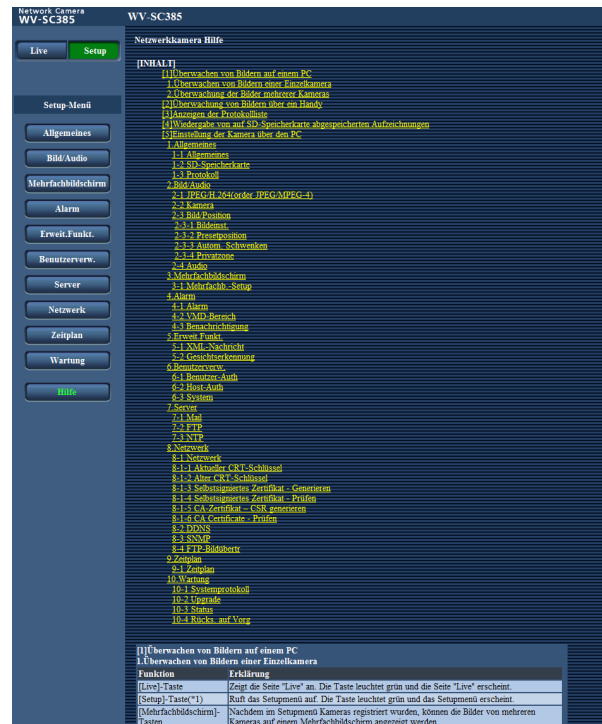 Network Camera
WV-SC385
WV-SC385
Live
Setup
Netzwerkkamera Hilfe
[INHALT]
[1]Überwachen von Bildern auf einem PC
1.Überwachen von Bildern einer Einzelkamera
2.Überwachung der Bilder mehrerer Kameras
[2]Überwachung von Bildern über ein Handy
[3]Anzeigen der Protokollliste
[4]Wiedergabe von auf SD-Speicherkarte abgespeicherten Aufzeichnungen
[5]Einstellung der Kamera über den PC
1.Allgemeines
1-1 Allgemeines
1-2 SD-Speicherkarte
1-3 Protokoll
2.Bild/Audio
2-1 JPEG/H.264(order JPEG/MPEG-4)
2-2 Kamera
2-3 Bild/Position
2-3-1 Bildeinst.
2-3-2 Presetposition
2-3-3 Autom. Schwenken
2-3-4 Privatzone
2-4 Audio
3.Mehrfachbildschirm
3-1 Mehrfachb.-Setup
4.Alarm
4-1 Alarm
4-2 VMD-Bereich
4-3 Benachrichtigung
5.Erweit.Funkt.
5-1 XML-Nachricht
5-2 Gesichtserkennung
6.Benutzerverw.
6-1 Benutzer-Auth
6-2 Host-Auth
6-3 System
7.Server
7-1 Mail
7-2 FTP
7-3 NTP
8.Netzwerk
8-1 Netzwerk
8-1-1 Aktueller CRT-Schlüssel
8-1-2 Alter CRT-Schlüssel
8-1-3 Selbstsigniertes Zertifikat - Generieren
8-1-4 Selbstsigniertes Zertifikat - Prüfen
8-1-5 CA-Zertifikat – CSR generieren
8-1-6 CA Certificate - Prüfen
8-2 DDNS
8-3 SNMP
8-4 FTP-Bildübertr
9.Zeitplan
9-1 Zeitplan
10.Wartung
10-1 Systemprotokoll
10-2 Upgrade
10-3 Status
10-4 Rücks. auf Vorg
Setup-Menü
Allgemeines
Bild/Audio
Mehrfachbildschirm
Alarm
Erweit.Funkt.
Benutzerverw.
Server
Netzwerk
Zeitplan
Wartung
Hilfe
[1]Überwachen von Bildern auf einem PC
1.Überwachen von Bildern einer Einzelkamera
Funktion Erklärung
[Live]-Taste Zeigt die Seite "Live" an. Die Taste leuchtet grün und die Seite "Live" erscheint.
[Setup]-Taste(*1) Ruft das Setupmenü auf. Die Taste leuchtet grün und das Setupmenü erscheint.
[Mehrfachbildschirm]- Nachdem im Setupmenü Kameras registriert wurden, können die Bilder von mehreren
Tasten Kameras auf einem Mehrfachbildschirm angezeigt werden